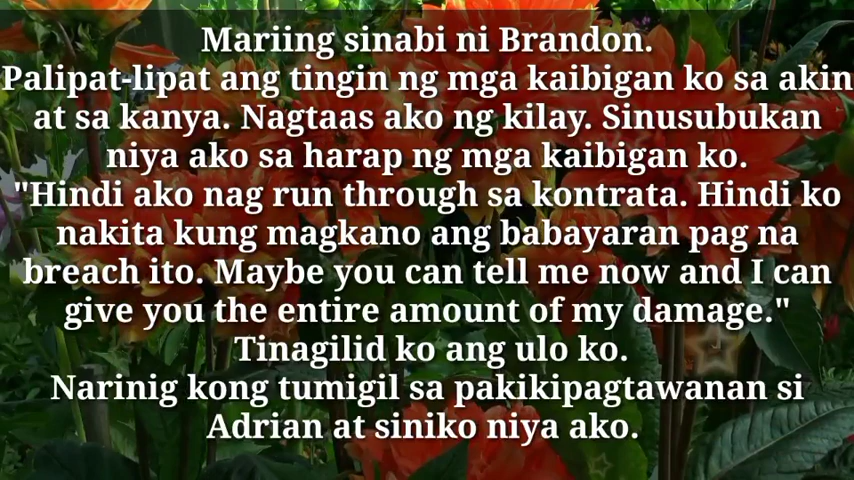 Mariing sinabi ni Brandon.
Palipat-lipat ang tingin ng mga kaibigan ko sa akin
at sa kanya. Nagtaas ako ng kilay. Sinusubukan
niya ako sa harap ng mga kaibigan ko.
"Hindi ako nag run through sa kontrata. Hindi ko
nakita kung magkano ang babayaran pag na
breach ito. Maybe you can tell me now and I can
give you the entire amount of my damage."
Tinagilid ko ang ulo ko.
Narinig kong tumigil sa pakikipagtawanan si
Adrian at siniko niya ako.